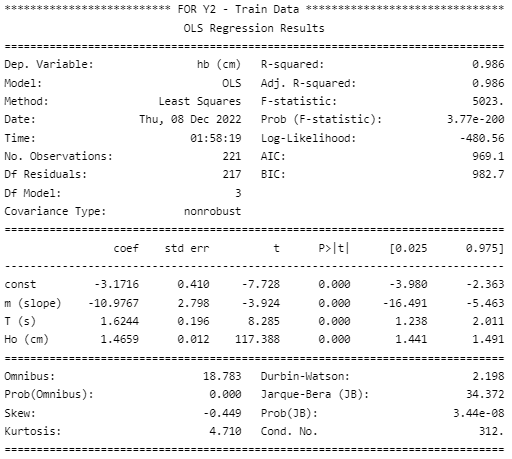 ************************** FOR Y2 - Train Data *******************************
OLS Regression Results
==============================================================================
Dep. Variable: hb (cm) R-squared: 0.986
Model: OLS Adj. R-squared: 0.986
Method: Least Squares F-statistic: 5023.
Date: Thu, 08 Dec 2022 Prob (F-statistic): 3.77e-200
Time: 01:58:19 Log-Likelihood: -480.56
No. Observations: 221 AIC: 969.1
Df Residuals: 217 BIC: 982.7
Df Model: 3
Covariance Type: nonrobust
==============================================================================
coef std err t P>|t| [0.025 0.975]
------------------------------------------------------------------------------
const -3.1716 0.410 -7.728 0.000 -3.980 -2.363
m (slope) -10.9767 2.798 -3.924 0.000 -16.491 -5.463
T (s) 1.6244 0.196 8.285 0.000 1.238 2.011
Ho (cm) 1.4659 0.012 117.388 0.000 1.441 1.491
==============================================================================
Omnibus: 18.783 Durbin-Watson: 2.198
Prob(Omnibus): 0.000 Jarque-Bera (JB): 34.372
Skew: -0.449 Prob(JB): 3.44e-08
Kurtosis: 4.710 Cond. No. 312.
==============================================================================